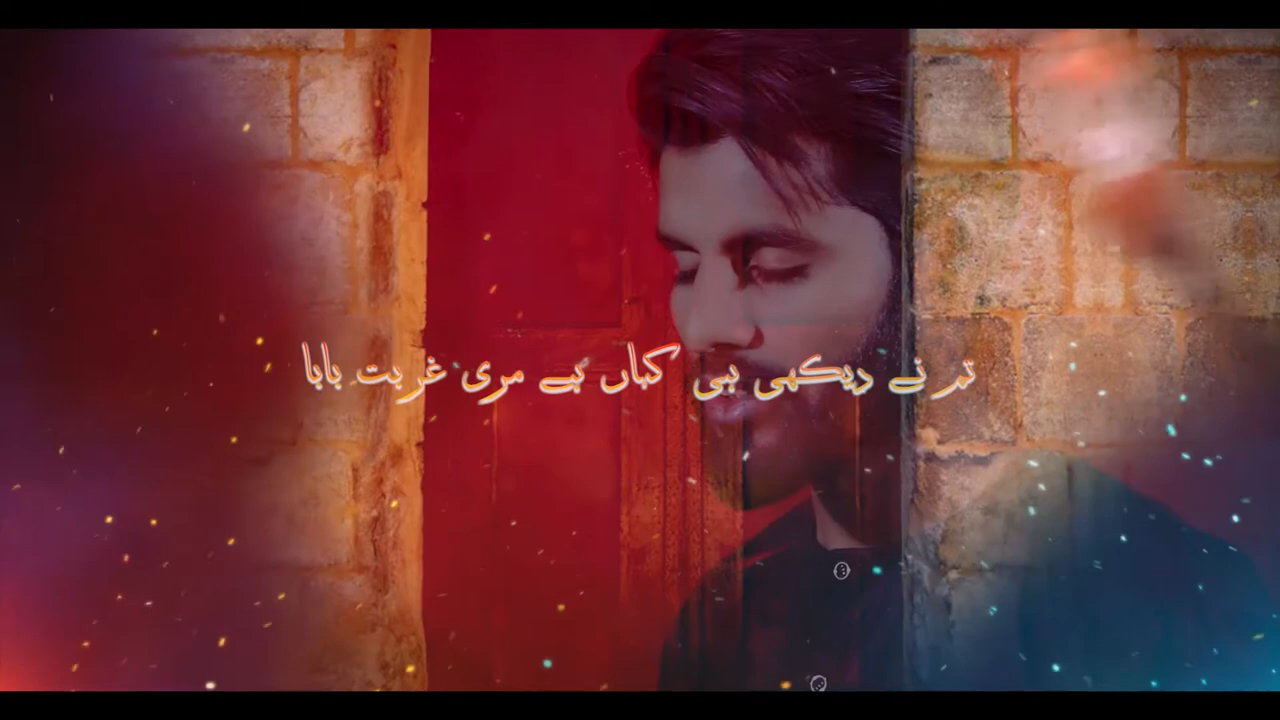 تم نے دیکھی ہی کہاں ہے مری غربت بابا